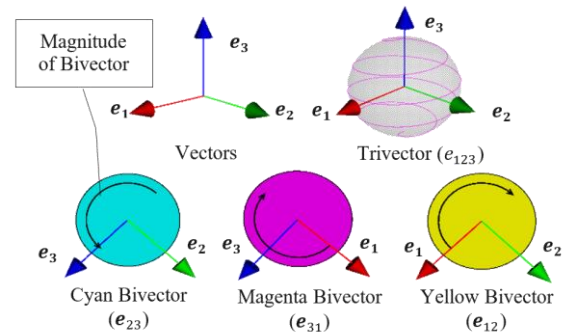 Magnitude
of Bivector
e₃
e₁
e₂
Vectors
e₃
e₁
e₂
Trivector (e₁₂₃)
e₃
e₂
Cyan Bivector
(e₂₃)
e₃
e₁
Magenta Bivector
(e₃₁)
e₁
e₂
Yellow Bivector
(e₁₂)